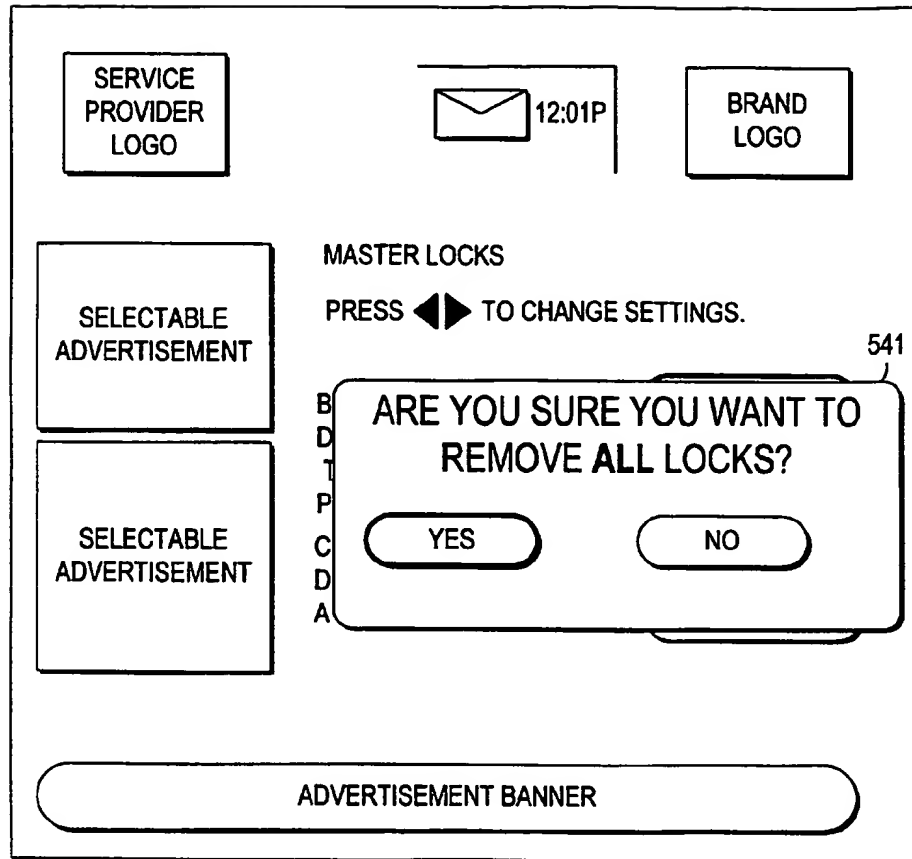 SERVICE
PROVIDER
LOGO
12:01P
BRAND
LOGO
MASTER LOCKS
PRESS ◀▶ TO CHANGE SETTINGS.
SELECTABLE
ADVERTISEMENT
541
B
D
T
P
C
D
A
ARE YOU SURE YOU WANT TO
REMOVE ALL LOCKS?
YES
NO
SELECTABLE
ADVERTISEMENT
ADVERTISEMENT BANNER